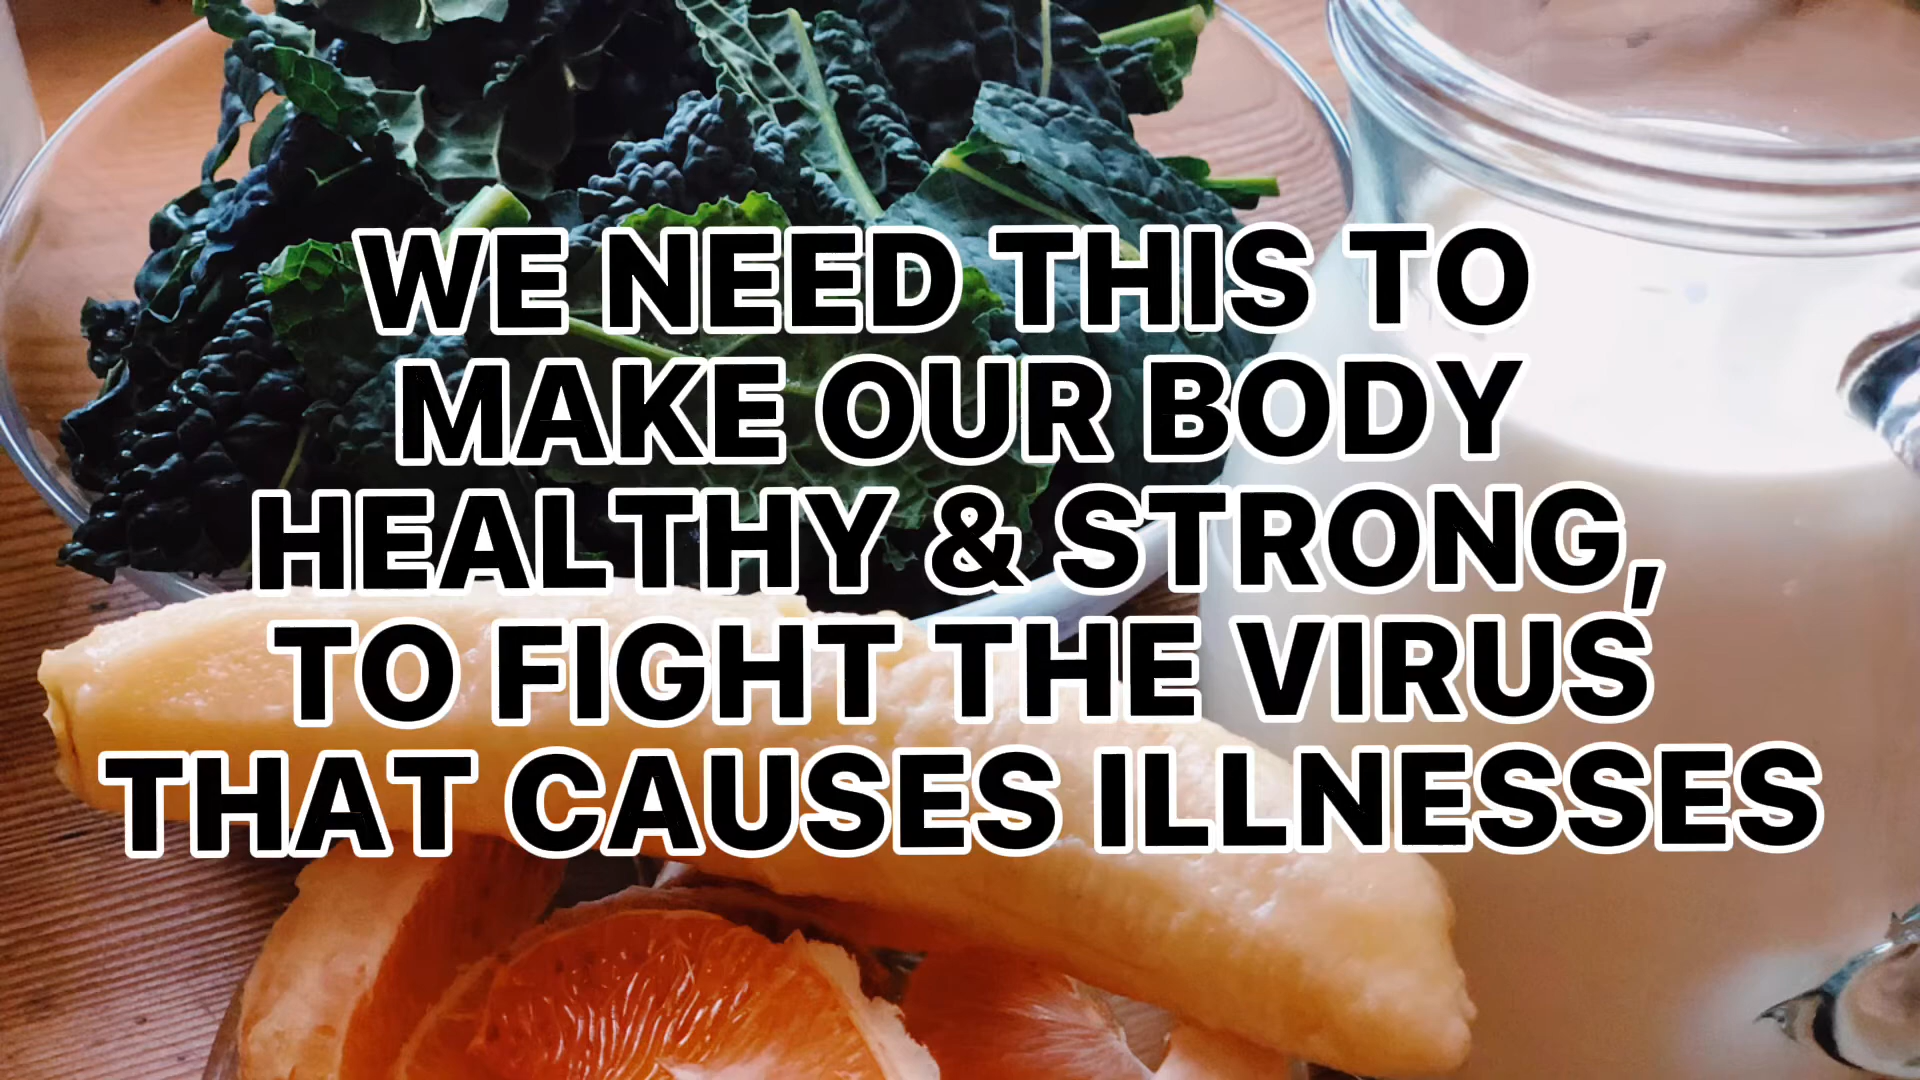 WE NEED THIS TO
MAKE OUR BODY
HEALTHY & STRONG,
TO FIGHT THE VIRUS
THAT CAUSES ILLNESSES